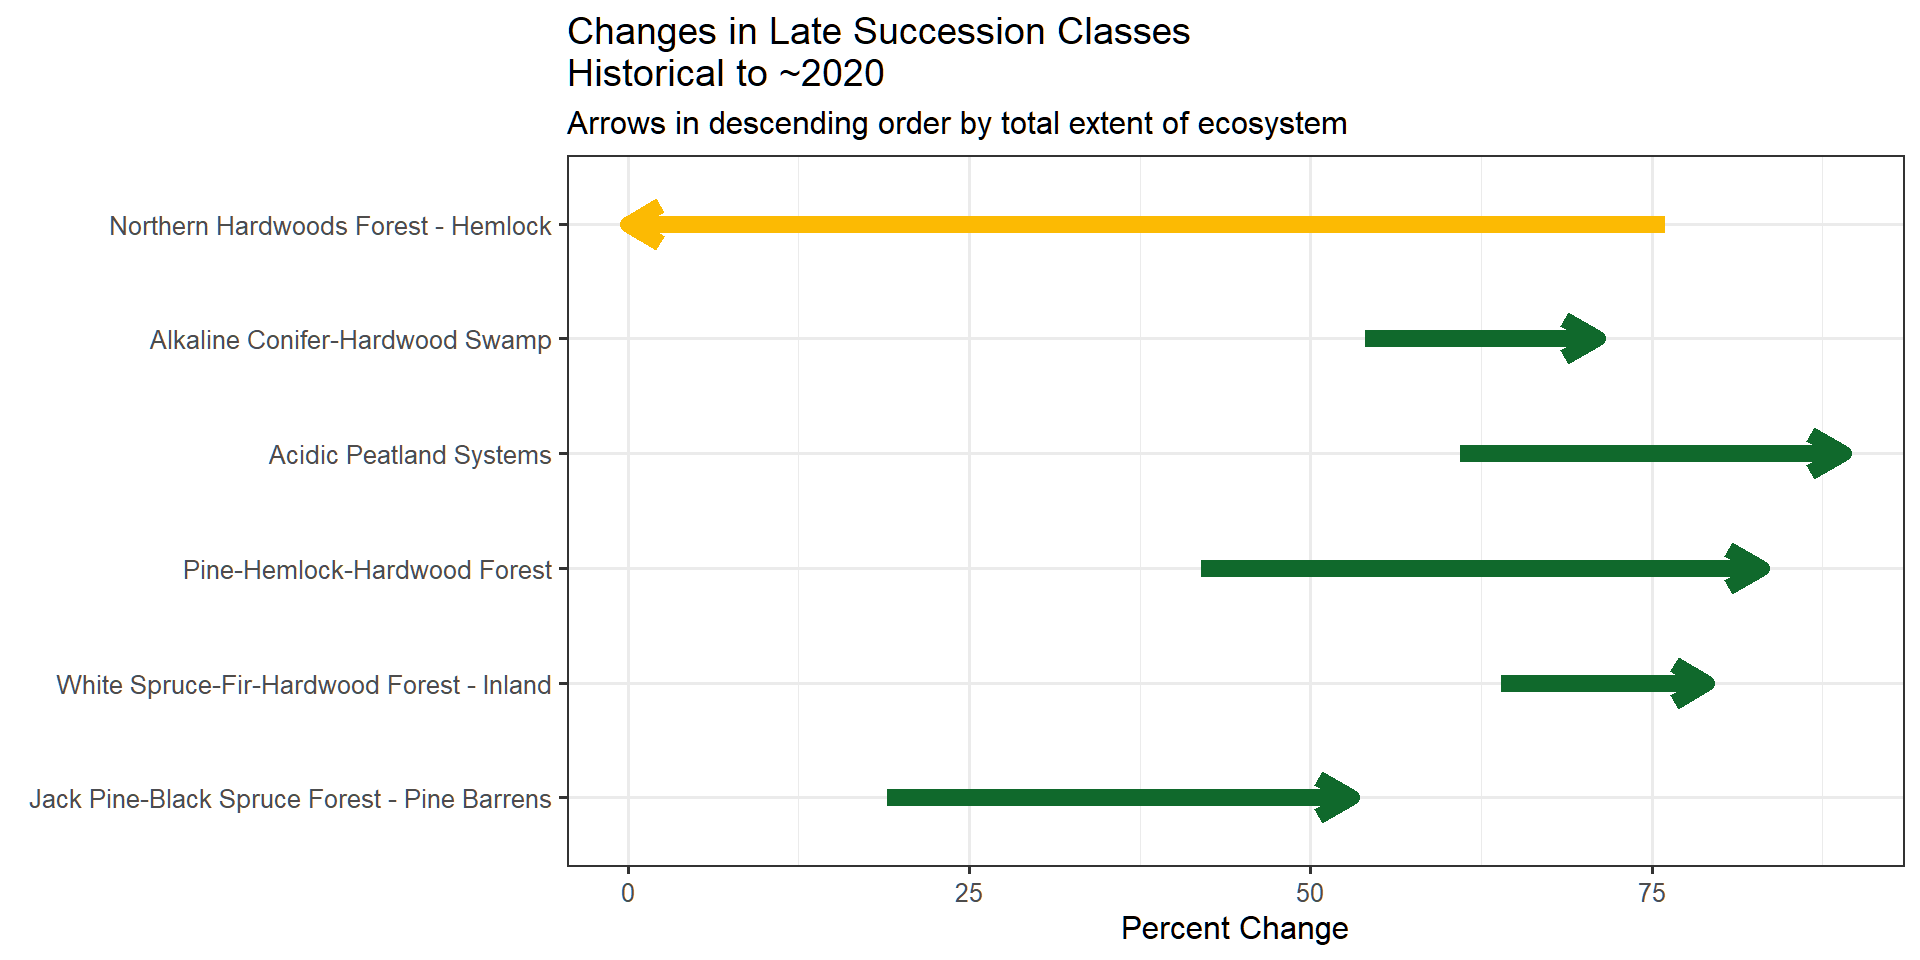 Changes in Late Succession Classes
Historical to ~2020
Arrows in descending order by total extent of ecosystem
Northern Hardwoods Forest - Hemlock
Alkaline Conifer-Hardwood Swamp
Acidic Peatland Systems
Pine-Hemlock-Hardwood Forest
White Spruce-Fir-Hardwood Forest - Inland
Jack Pine-Black Spruce Forest - Pine Barrens
0 25 50 75
Percent Change